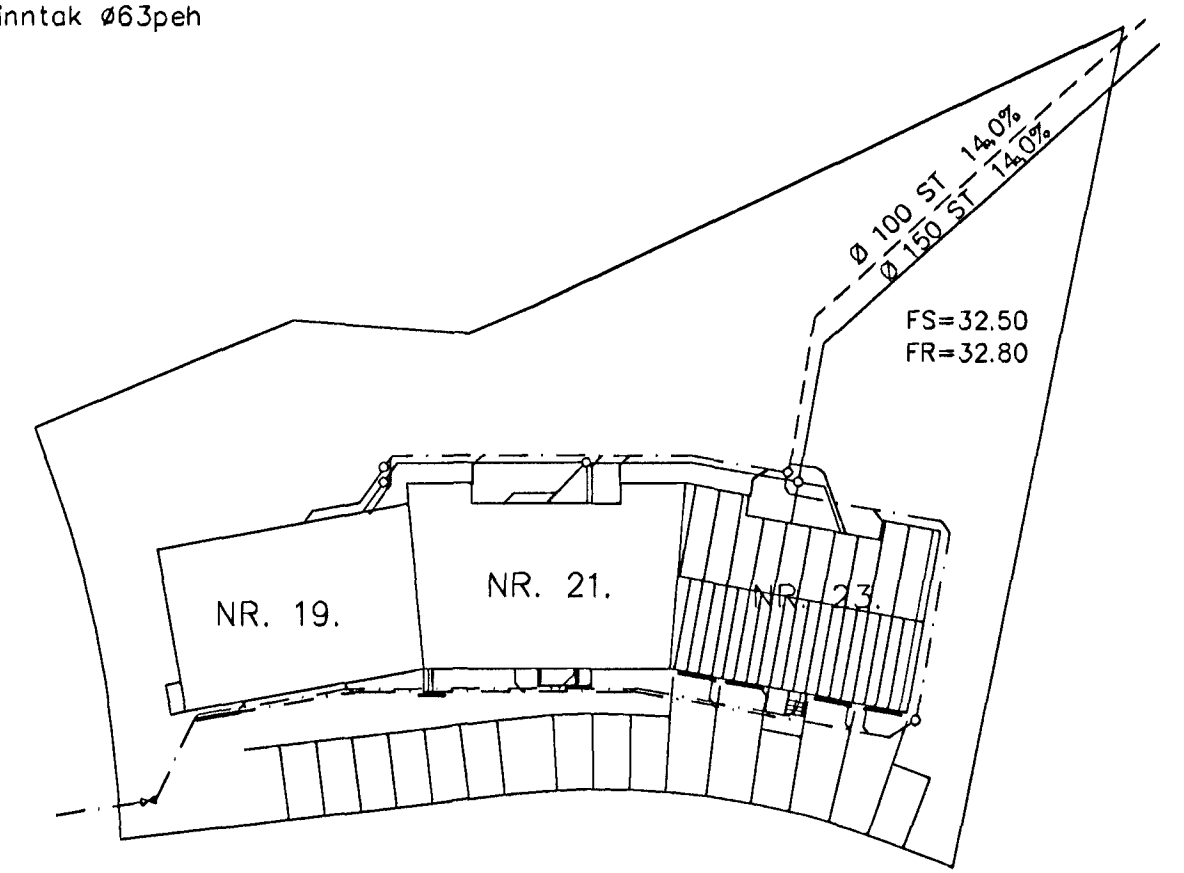 inntak ø63peh
Ø 100 ST 14,0%
Ø 150 ST 14,0%
FS=32.50
FR=32.80
NR. 19.
NR. 21.
NR. 23.